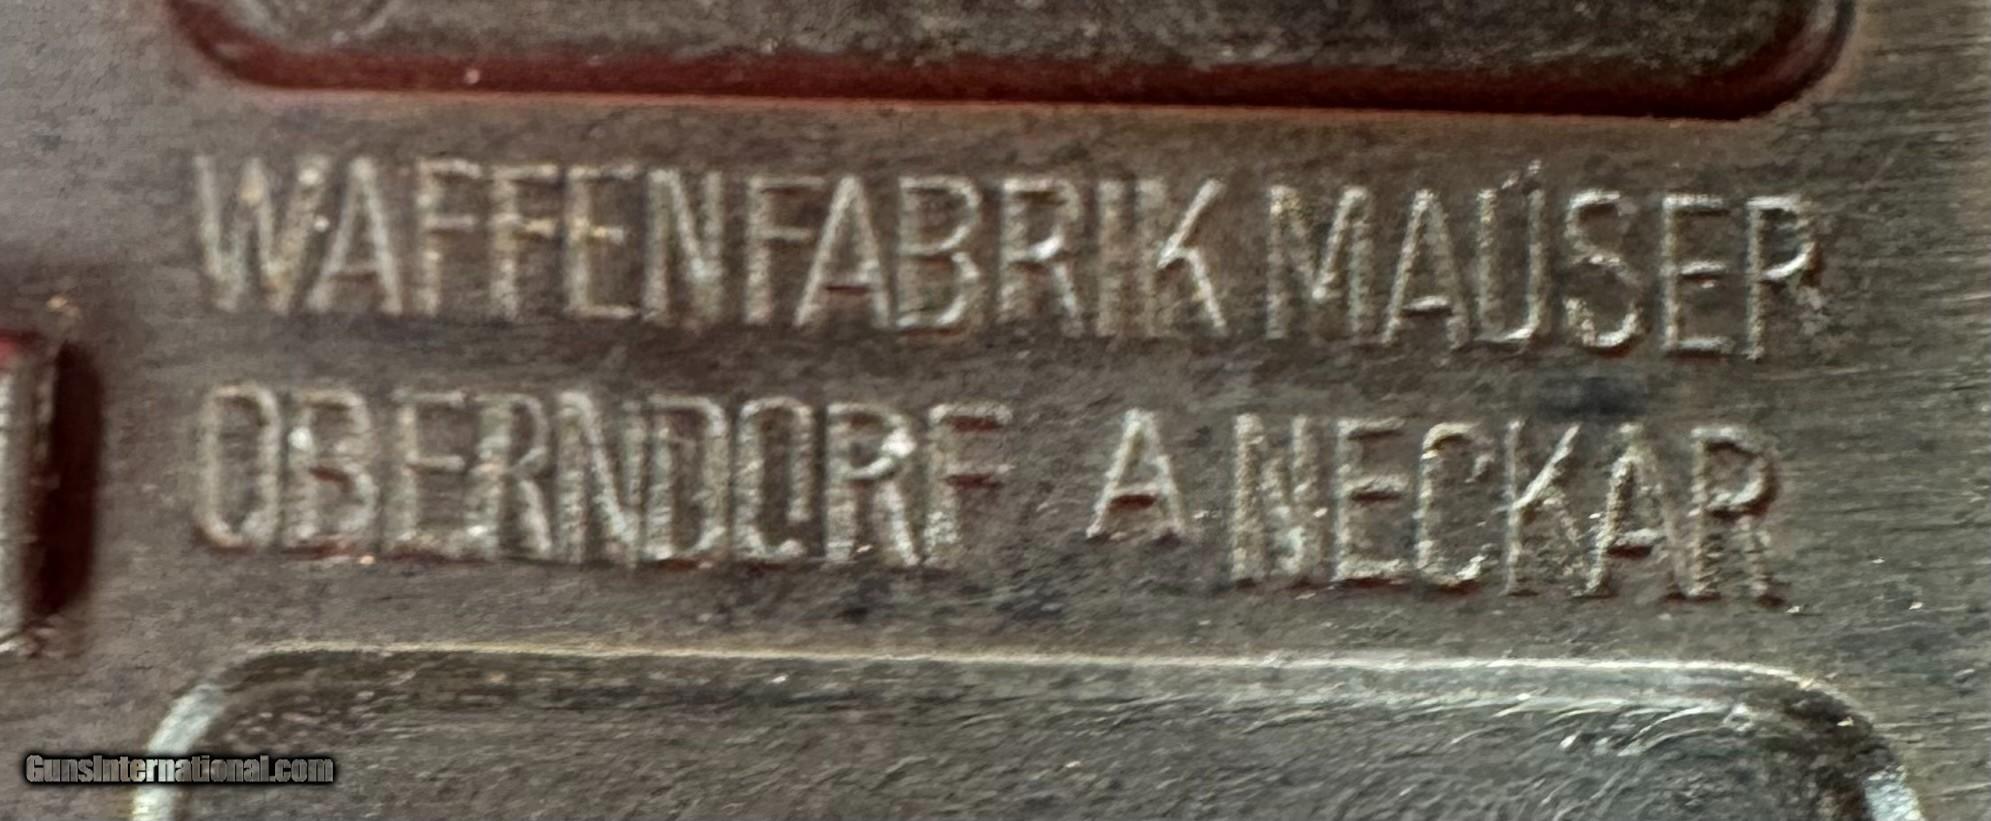 WAFFENFABRIK MAUSER
OBERNDORF A NECKAR
GunsInternational.com